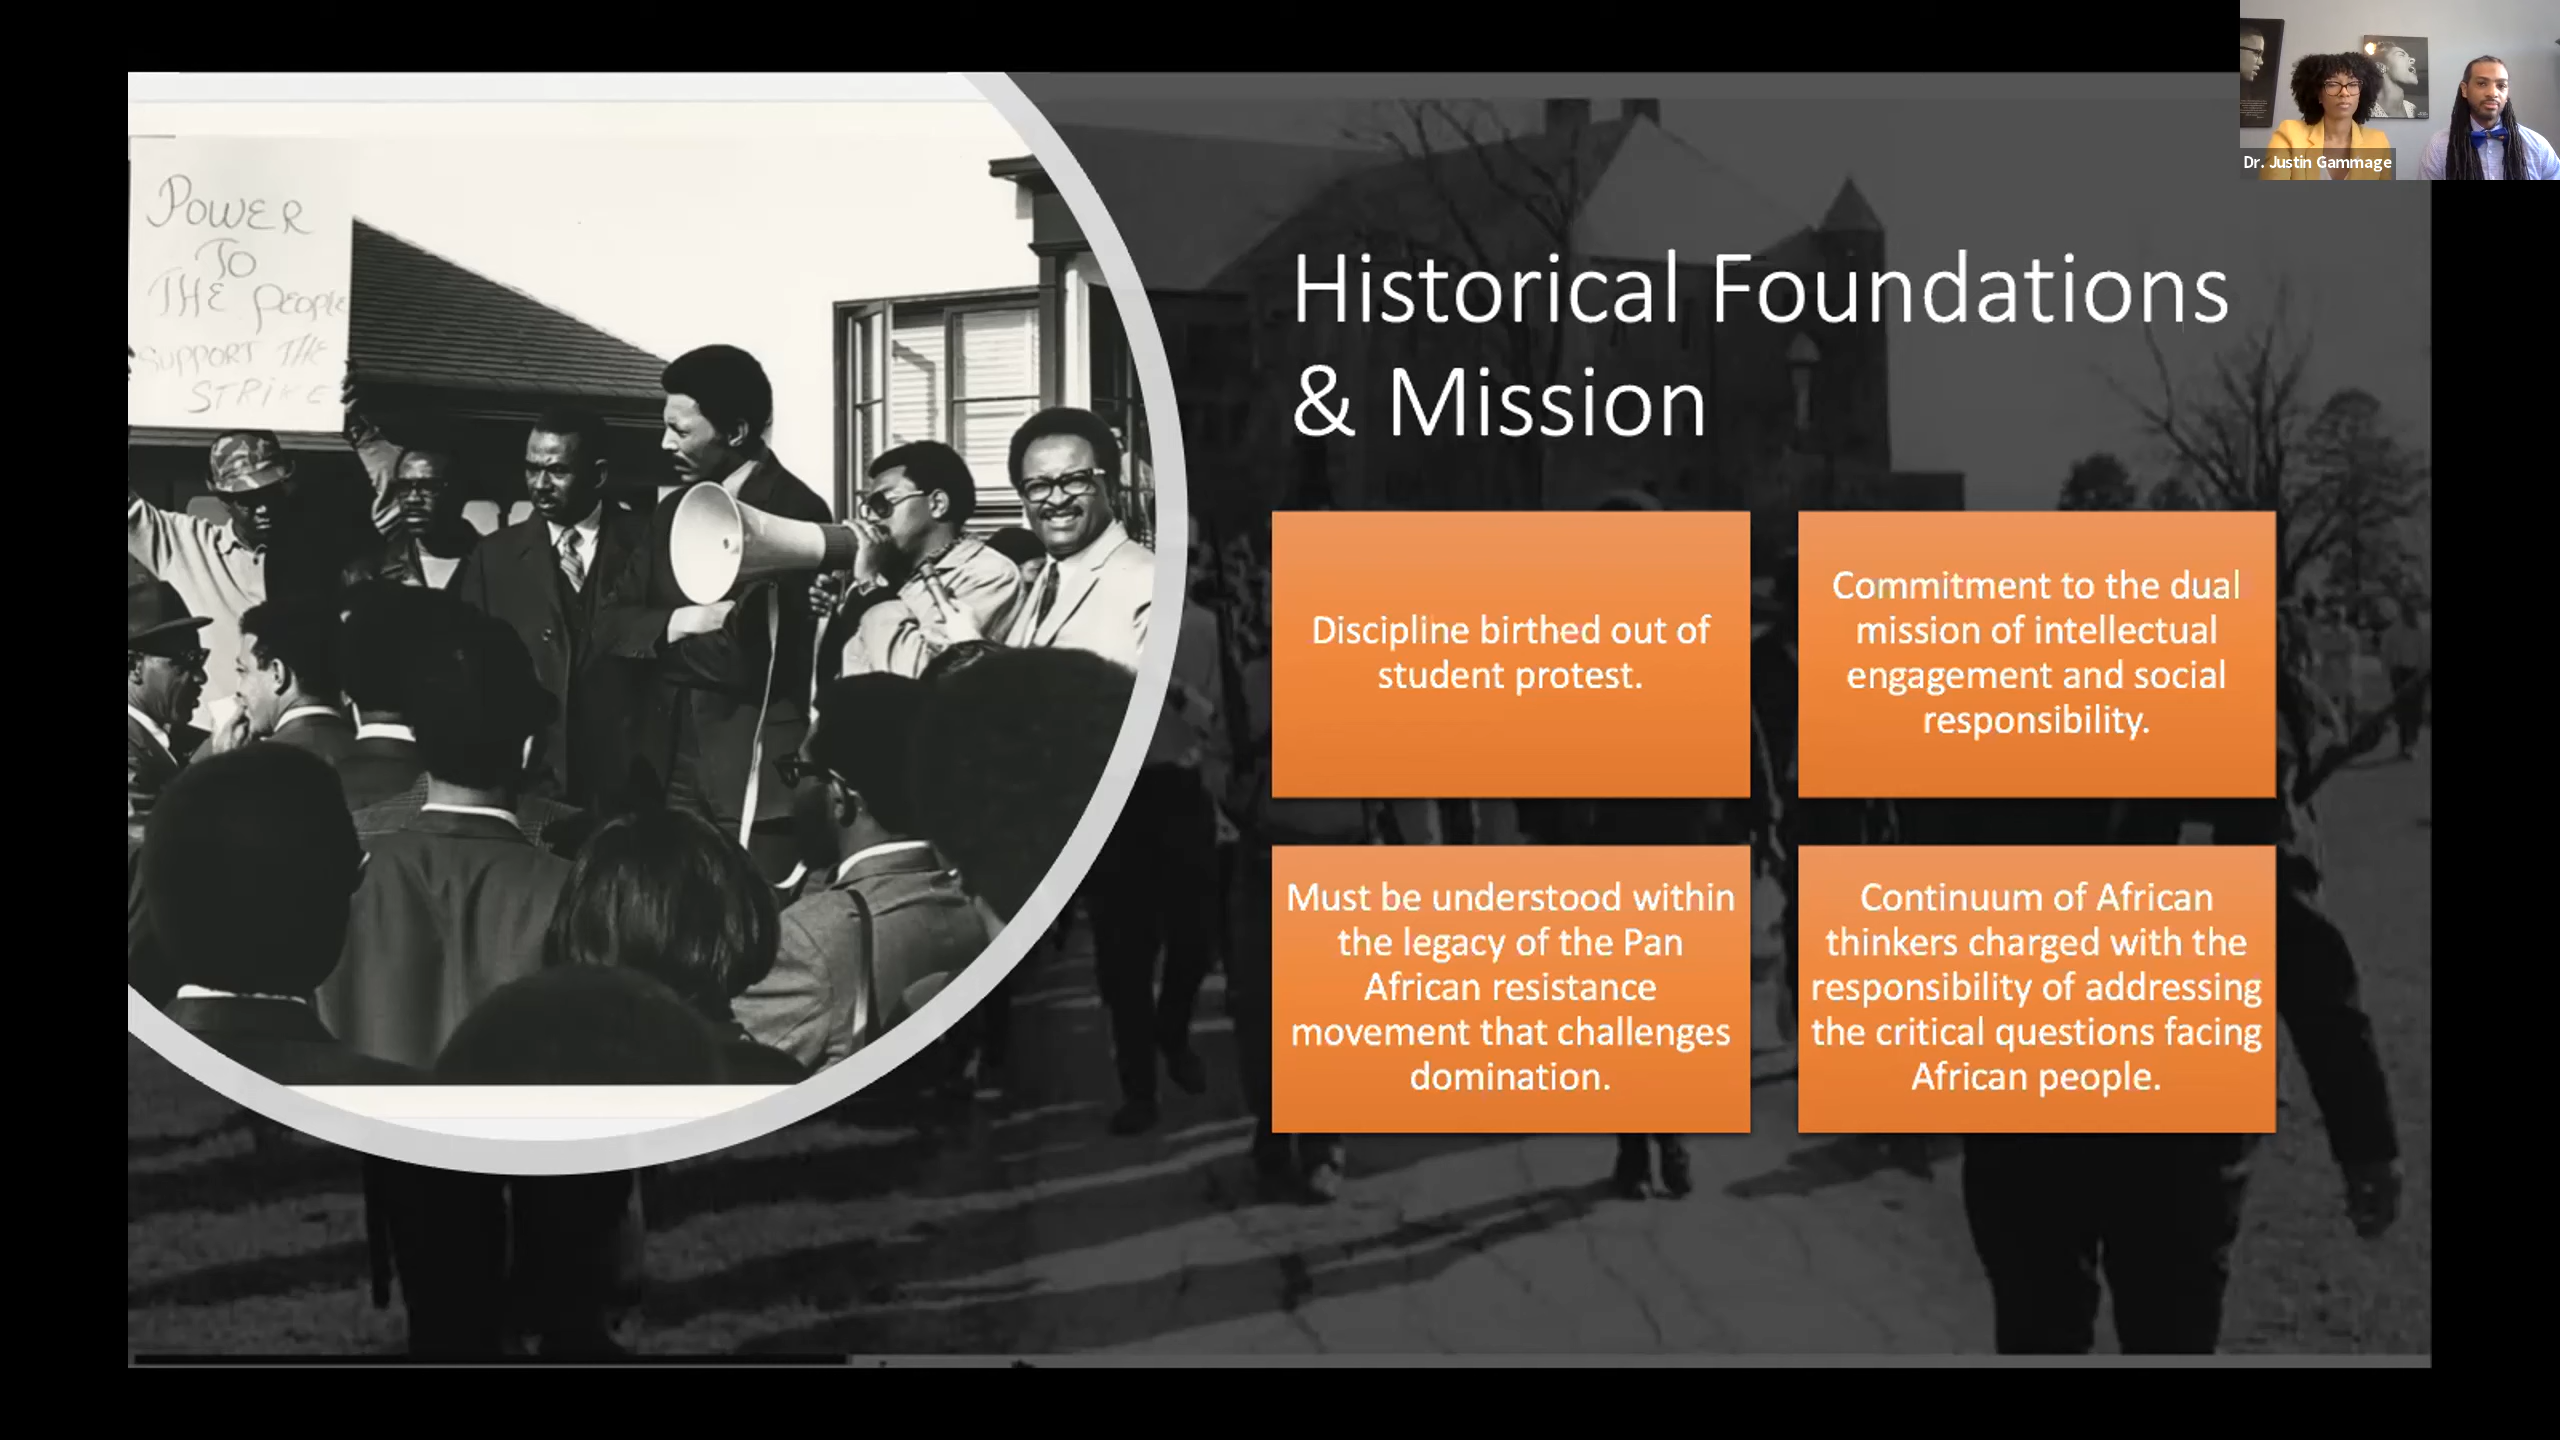 Dr. Justin Gammage
POWER
TO
THE People
SUPPORT THE
STRIKE
Historical Foundations
& Mission
Discipline birthed out of
student protest.
Commitment to the dual
mission of intellectual
engagement and social
responsibility.
Must be understood within
the legacy of the Pan
African resistance
movement that challenges
domination.
Continuum of African
thinkers charged with the
responsibility of addressing
the critical questions facing
African people.